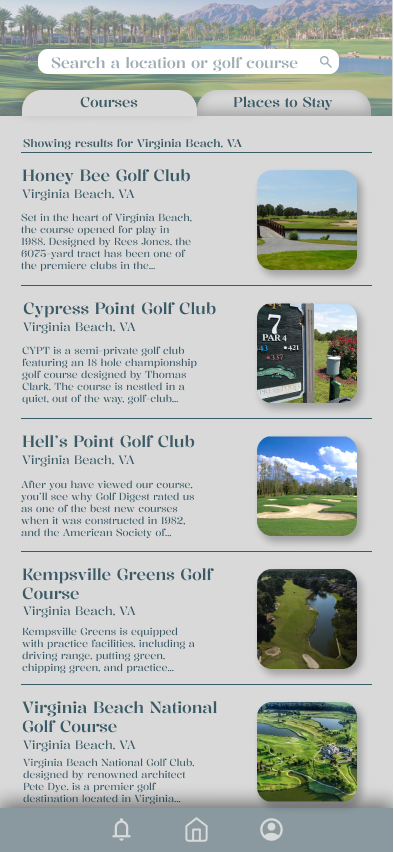 Search a location or golf course
Courses
Places to Stay
Showing results for Virginia Beach, VA
Honey Bee Golf Club
Virginia Beach, VA
Set in the heart of Virginia Beach,
the course opened for play in
1988. Designed by Rees Jones, the
6075-yard tract has been one of
the premiere clubs in the...
Cypress Point Golf Club
Virginia Beach, VA
CYPT is a semi-private golf club
featuring an 18 hole championship
golf course designed by Thomas
Clark. The course is nestled in a
quiet, out of the way, golf-club...
7
PAR 4
43 •421
•357
Hell's Point Golf Club
Virginia Beach, VA
After you have viewed our course,
you'll see why Golf Digest rated us
as one of the best new courses
when it was constructed in 1982,
and the American Society of...
Kempsville Greens Golf
Course
Virginia Beach, VA
Kempsville Greens is equipped
with practice facilities, including a
driving range, putting green,
chipping green, and practice...
Virginia Beach National
Golf Course
Virginia Beach, VA
Virginia Beach National Golf Club,
designed by renowned architect
Pete Dye, is a premier golf
destination located in Virginia...